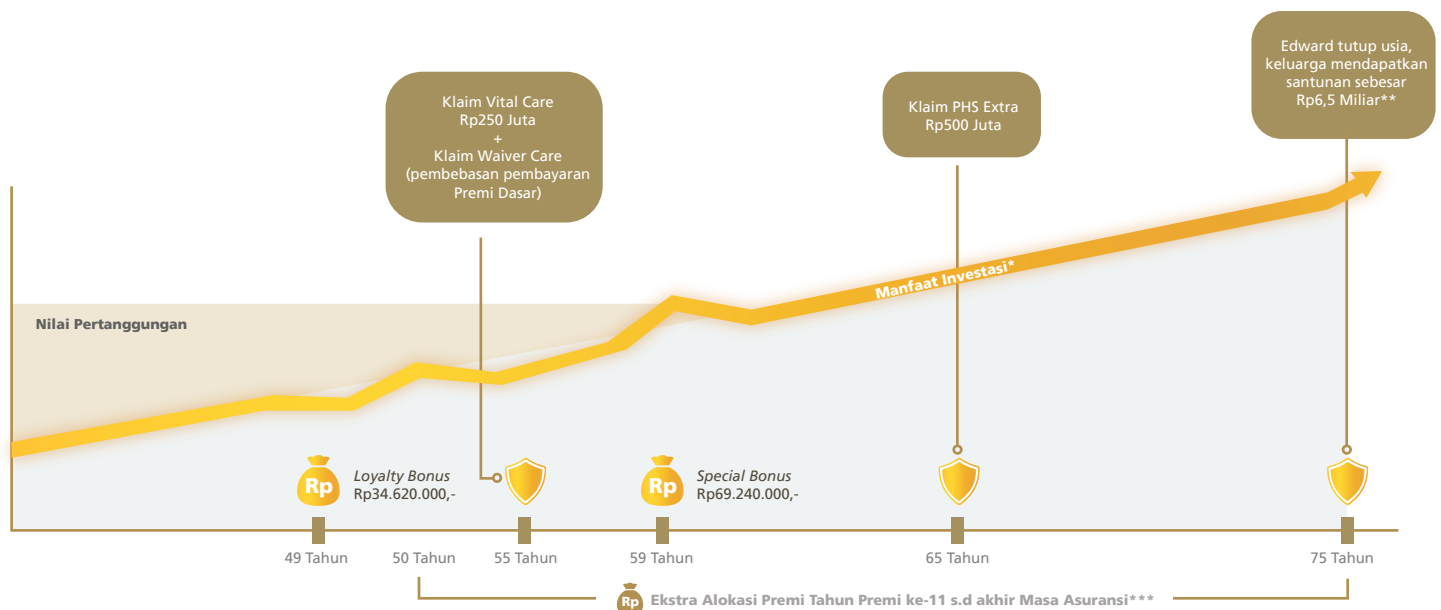 Edward tutup usia,
keluarga mendapatkan
santunan sebesar
Rp6,5 Miliar**
Klaim Vital Care
Rp250 Juta
+
Klaim Waiver Care
(pembebasan pembayaran
Premi Dasar)
Klaim PHS Extra
Rp500 Juta
Manfaat Investasi*
Nilai Pertanggungan
Rp
Loyalty Bonus
Rp34.620.000,-
Rp
Special Bonus
Rp69.240.000,-
49 Tahun
50 Tahun
55 Tahun
59 Tahun
65 Tahun
75 Tahun
Rp
Ekstra Alokasi Premi Tahun Premi ke-11 s.d akhir Masa Asuransi***